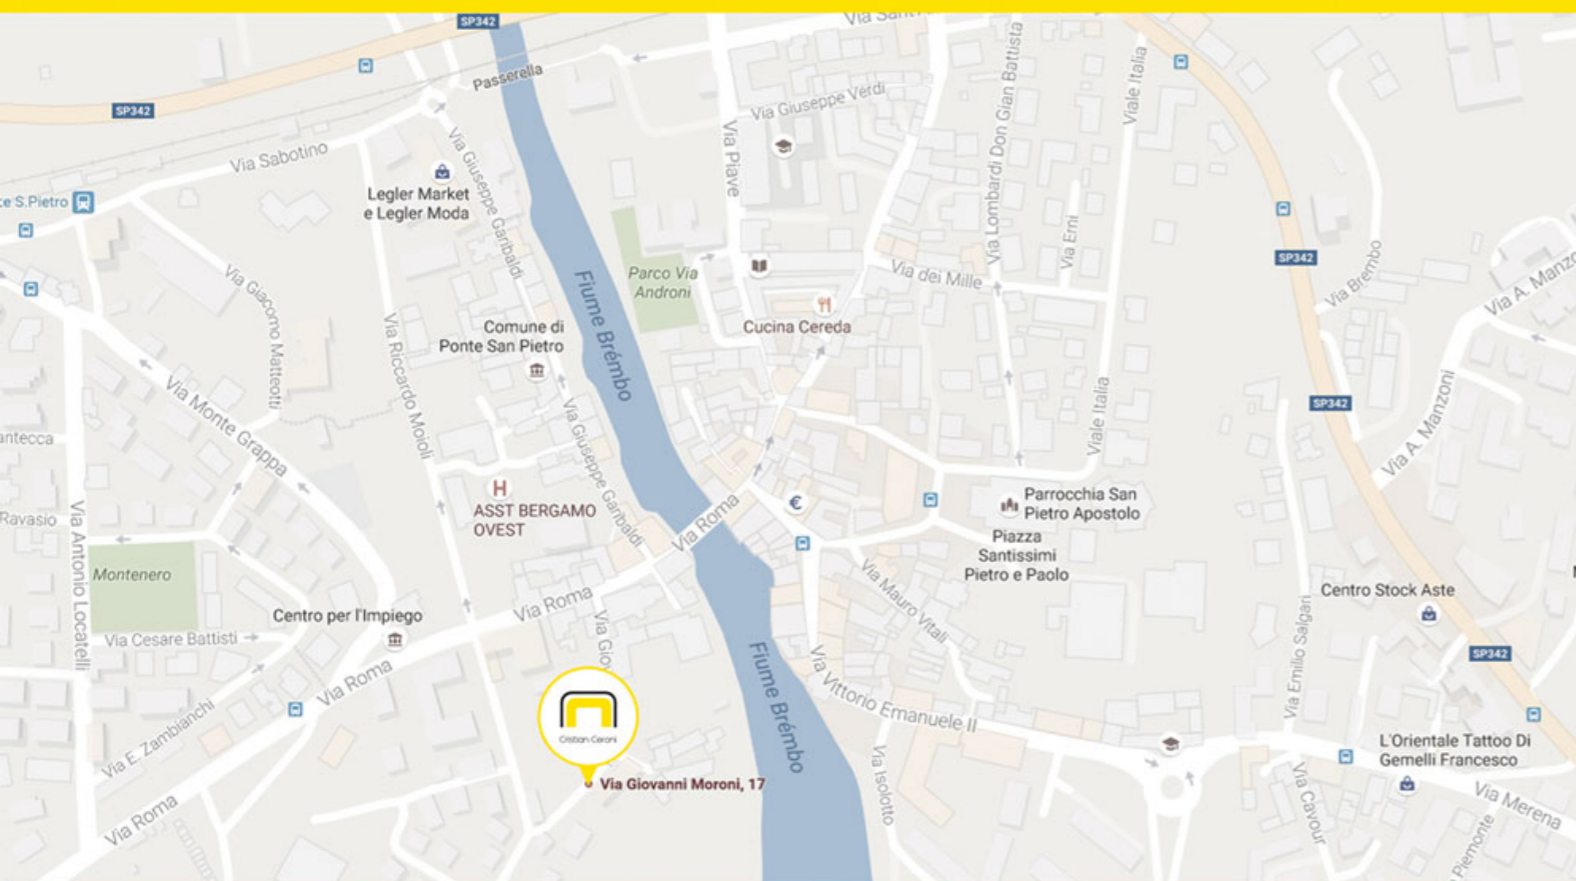 SP342
Via Sant'
Passerella
SP342
Via Sabotino
Via Giuseppe Verdi
Via Piave
Via Lombardi Don Gian Battista
Viale Italia
Via Giuseppe Garibaldi
Legler Market
e Legler Moda
ce S.Pietro
Via Erni
Via Brembo
Via A. Manzo
SP342
Via Giacomo Matteotti
Parco Via
Androni
Via dei Mille
Fiume Brémbo
Cucina Cereda
Comune di
Ponte San Pietro
Via Riccardo Moioli
Via Monte Grappa
SP342
Viale Italia
Via A. Manzoni
antecca
Via Giuseppe Garibaldi
H
ASST BERGAMO
OVEST
€
Parrocchia San
Pietro Apostolo
Ravasio
Via Antonio Locatelli
Via Roma
Piazza
Santissimi
Pietro e Paolo
Montenero
Via Mauro Vitali
Centro Stock Aste
Centro per l'Impiego
Via Roma
Via Giov
Via Cesare Battisti
Via Emilio Salgari
SP342
Via Roma
Fiume Brémbo
Via Vittorio Emanuele II
Via E. Zambianchi
Cristian Ceroni
L'Orientale Tattoo Di
Gemelli Francesco
Via Giovanni Moroni, 17
Via Isolotto
Via Cavour
Via Merena
Via Roma
Piemonte